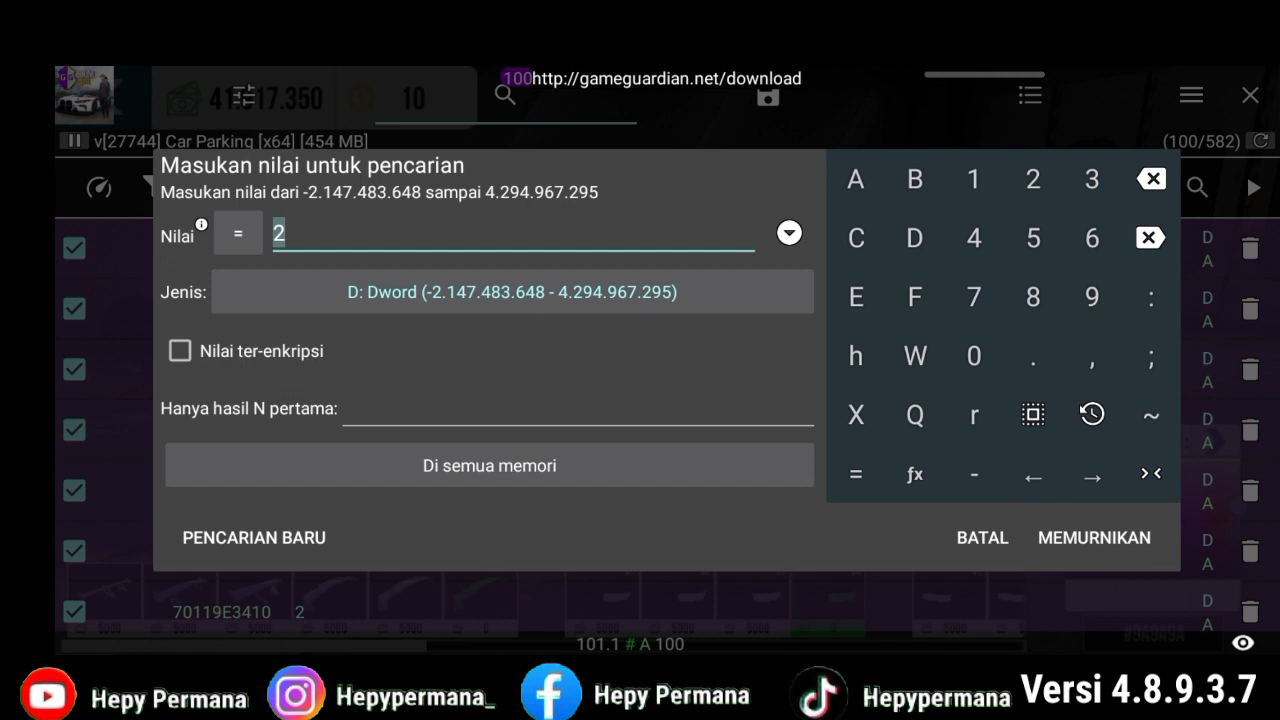 100http://gameguardian.net/download
10
v[27744] Car Parking [x64] [454 MB]
(100/582)
Masukan nilai untuk pencarian
Masukan nilai dari -2.147.483.648 sampai 4.294.967.295
Nilai
=
2
Jenis:
D: Dword (-2.147.483.648 - 4.294.967.295)
Nilai ter-enkripsi
Hanya hasil N pertama:
Di semua memori
PENCARIAN BARU
BATAL
MEMURNIKAN
A B 1 2 3
C D 4 5 6
E F 7 8 9 :
h W 0 . , ;
X Q r ~
= ƒx - ← → ><
D
A
D
A
D
A
D
A
D
A
D
A
D
A
70119E3410 2
101.1 # A 100
Hepy Permana
Hepypermana_
Hepy Permana
Hepypermana
Versi 4.8.9.3.7